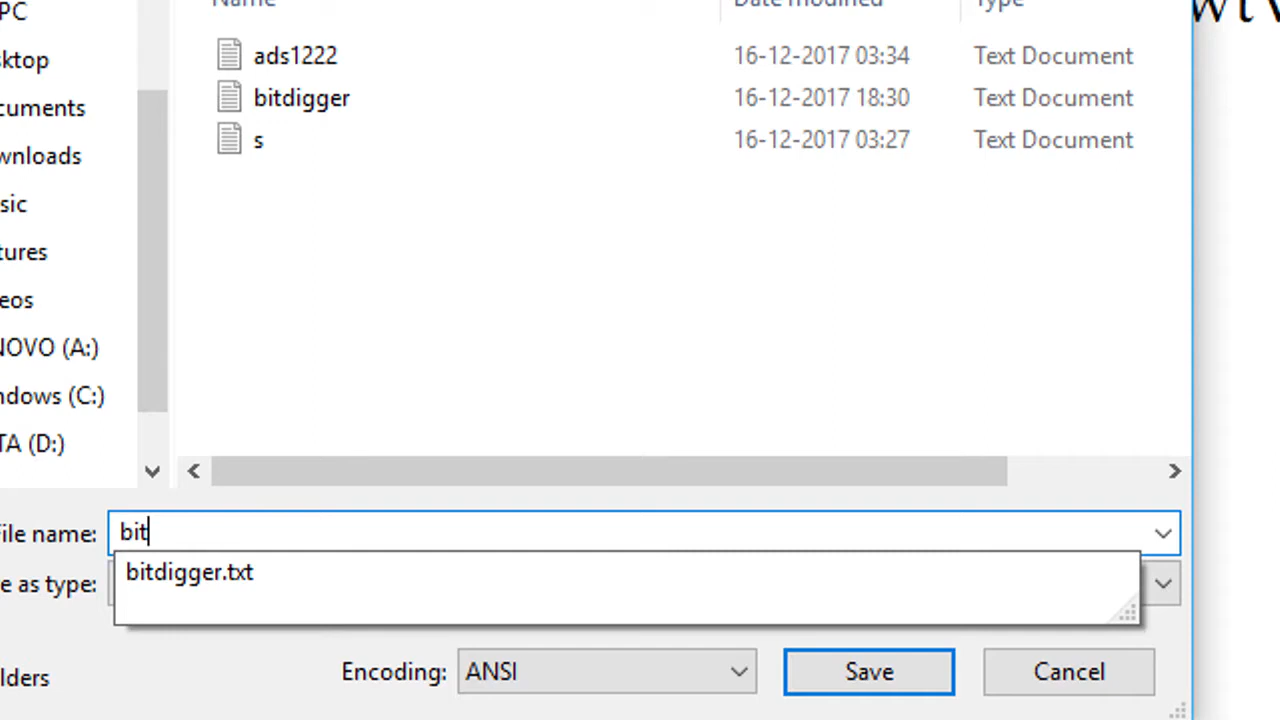 PC
Name Date modified Type
sktop
ads1222 16-12-2017 03:34 Text Document
cuments
bitdigger 16-12-2017 18:30 Text Document
wnloads
s 16-12-2017 03:27 Text Document
sic
tures
eos
NOVO (A:)
ndows (C:)
TA (D:)
File name: bit
bitdigger.txt
e as type:
lders
Encoding: ANSI
Save
Cancel